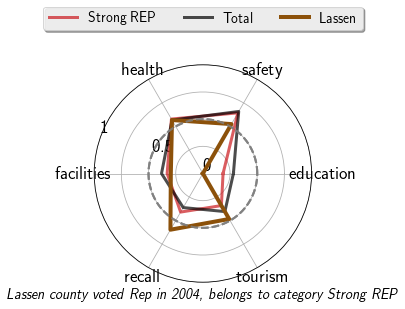 Strong REP Total Lassen
health safety
1
0.5
0
facilities education
recall tourism
Lassen county voted Rep in 2004, belongs to category Strong REP